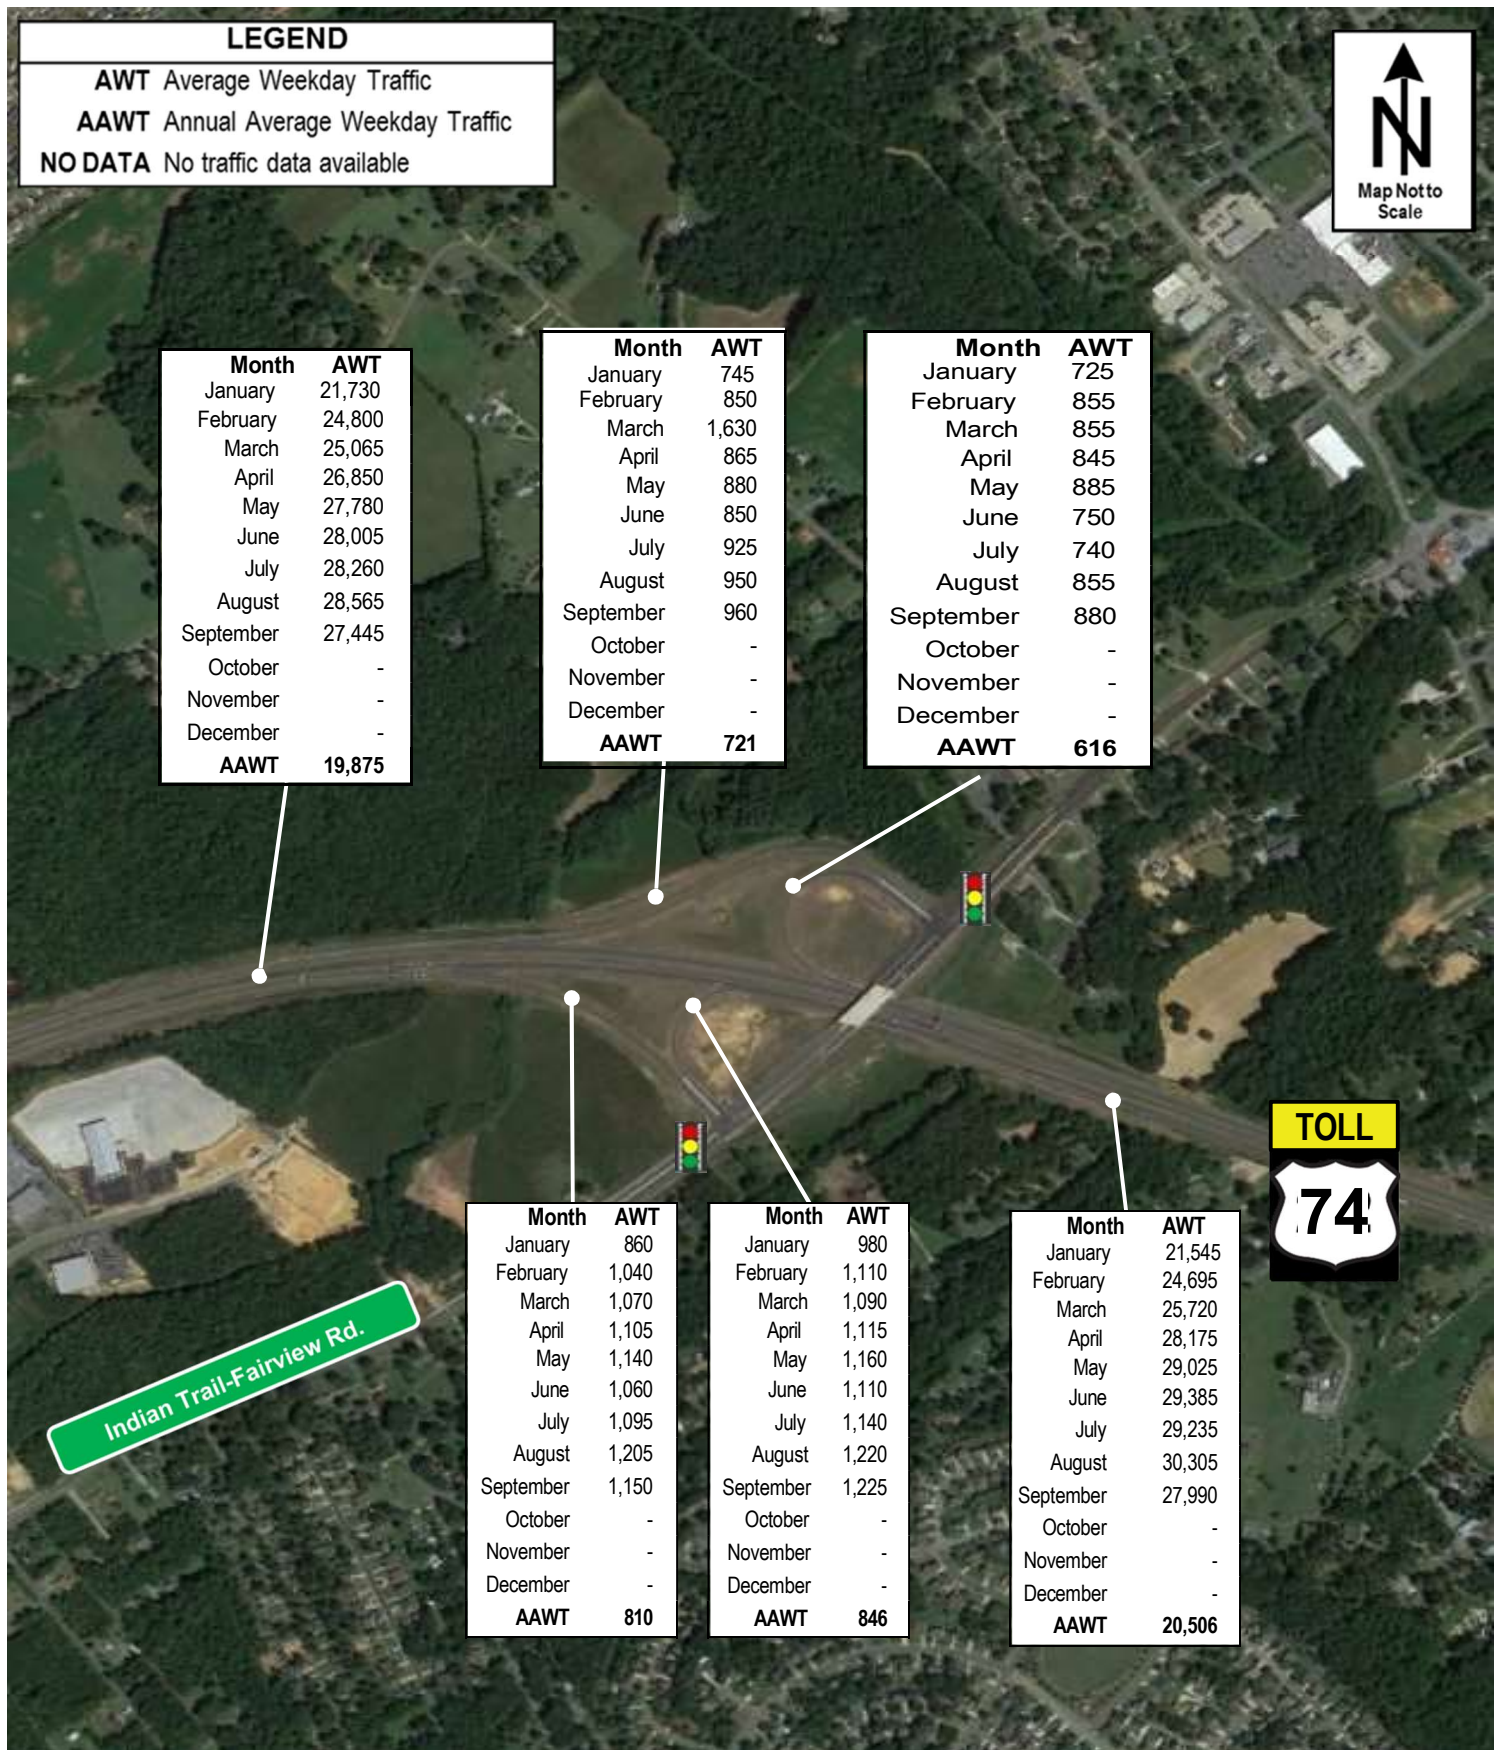 LEGEND
AWT Average Weekday Traffic
AAWT Annual Average Weekday Traffic
NO DATA No traffic data available
N
Map Not to
Scale
Month AWT
January 21,730
February 24,800
March 25,065
April 26,850
May 27,780
June 28,005
July 28,260
August 28,565
September 27,445
October -
November -
December -
AAWT 19,875
Month AWT
January 745
February 850
March 1,630
April 865
May 880
June 850
July 925
August 950
September 960
October -
November -
December -
AAWT 721
Month AWT
January 725
February 855
March 855
April 845
May 885
June 750
July 740
August 855
September 880
October -
November -
December -
AAWT 616
TOLL
74
Indian Trail-Fairview Rd.
Month AWT
January 860
February 1,040
March 1,070
April 1,105
May 1,140
June 1,060
July 1,095
August 1,205
September 1,150
October -
November -
December -
AAWT 810
Month AWT
January 980
February 1,110
March 1,090
April 1,115
May 1,160
June 1,110
July 1,140
August 1,220
September 1,225
October -
November -
December -
AAWT 846
Month AWT
January 21,545
February 24,695
March 25,720
April 28,175
May 29,025
June 29,385
July 29,235
August 30,305
September 27,990
October -
November -
December -
AAWT 20,506